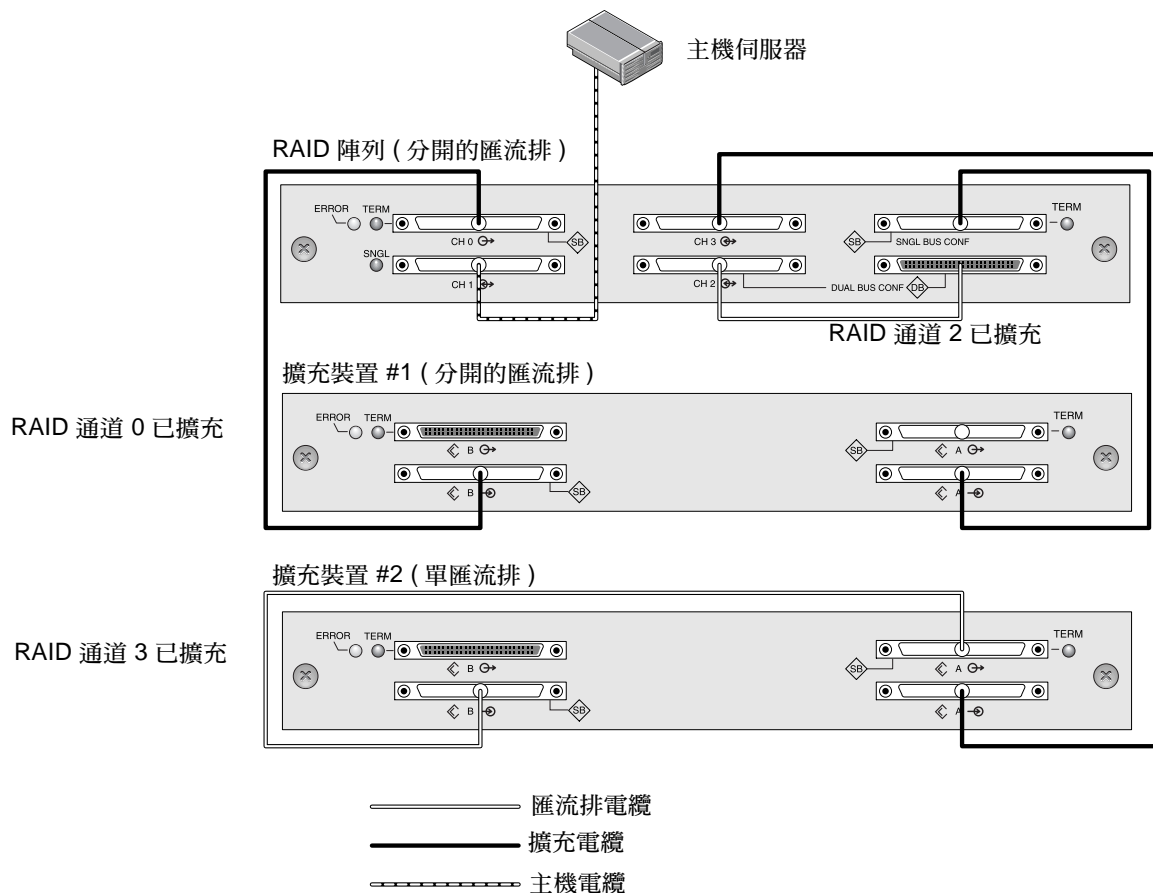 主機伺服器
RAID 陣列 ( 分開的匯流排 )
ERROR TERM
CH 0
SB
SNGL
CH 1
CH 3
CH 2
TERM
SB SNGL BUS CONF
DUAL BUS CONF DB
RAID 通道 2 已擴充
擴充裝置 #1 ( 分開的匯流排 )
RAID 通道 0 已擴充
ERROR TERM
B
B
SB
TERM
SB
A
A
擴充裝置 #2 ( 單匯流排 )
RAID 通道 3 已擴充
ERROR TERM
B
B
SB
TERM
SB
A
A
匯流排電纜
擴充電纜
主機電纜